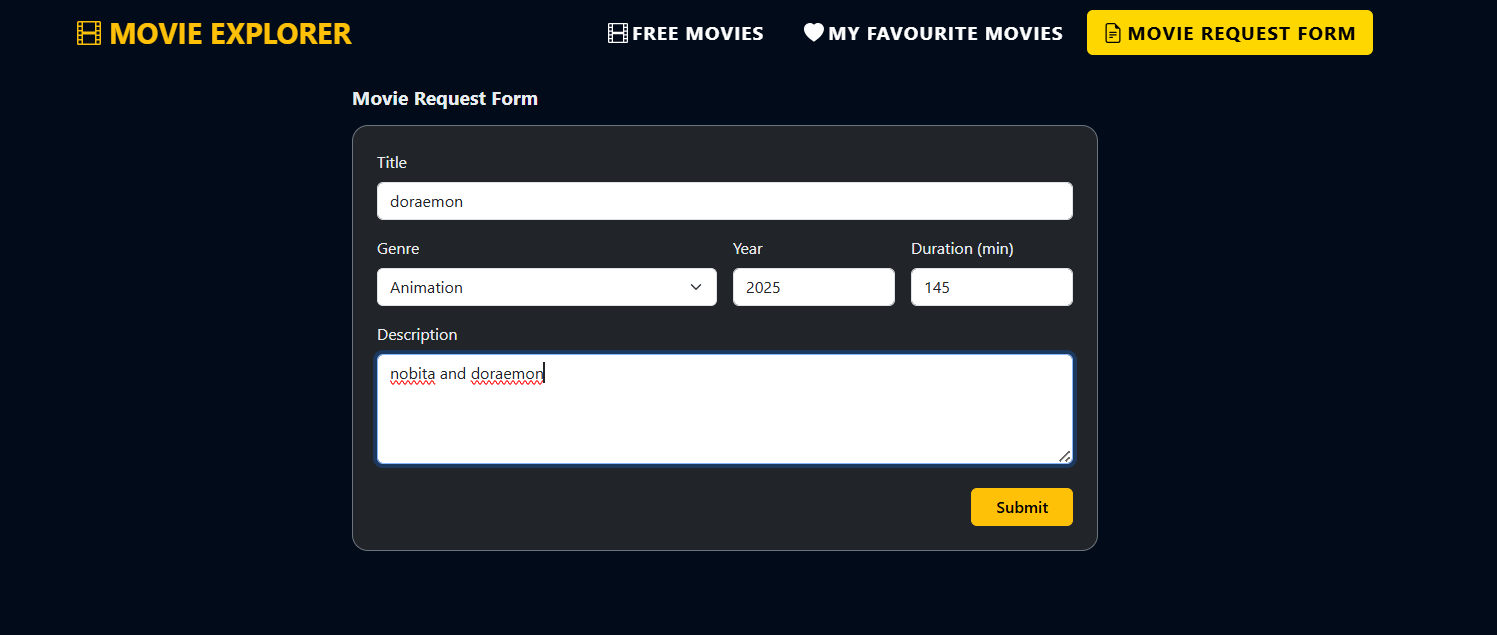 MOVIE EXPLORER FREE MOVIES MY FAVOURITE MOVIES MOVIE REQUEST FORM
Movie Request Form
Title
doraemon
Genre Year Duration (min)
Animation 2025 145
Description
nobita and doraemon
Submit